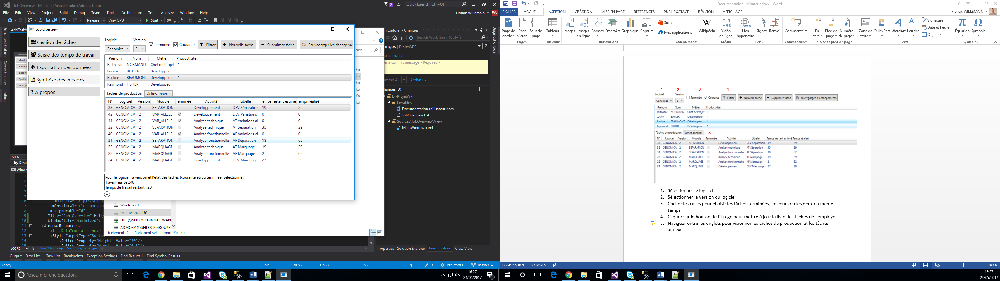 JobOverview - Microsoft Visual Studio (Administrator)
2
Quick Launch (Ctrl+Q)
File Edit View Project Build Debug Team Tools Architecture Test Analyze Window Help
Florian Willemain FW
Release Any CPU Start
Document Outline
Server Explorer
Toolbox
AddTaskW
Job Overview
Gestion de tâches
Saisie des temps de travail
Exportation des données
Synthèse des versions
? A propos
Logiciel Version
Genomica 2 Terminée Courante Filtrer Nouvelle tâche Supprimer tâche Sauvegarger les changeme
Prénom Nom Métier Productivité
Balthazar NORMAND Chef de Projet 1
Lucien BUTLER Développeur 1
Rosline BEAUMONT Développeur 1
Raymond FISHER Développeur 1
Tâches de production Tâches annexes
N° Logiciel Version Module Terminée Activité Libellé Temps restant estimé Temps réalisé
33 GENOMICA 2 SEPARATION Développement DEV Séparation 19 29
42 GENOMICA 2 VAR_ALLELE Développement DEV Variations 0 0
41 GENOMICA 2 VAR_ALLELE Analyse technique AT Variations all 0 0
32 GENOMICA 2 SEPARATION Analyse technique AT Séparation 35 29
40 GENOMICA 2 VAR_ALLELE Analyse fonctionnelle AF Variations all 0 0
31 GENOMICA 2 SEPARATION Analyse fonctionnelle AF Séparation 18 62
23 GENOMICA 2 MARQUAGE Analyse technique AT Marquage 19 29
22 GENOMICA 2 MARQUAGE Analyse fonctionnelle AF Marquage 2 62
24 GENOMICA 2 MARQUAGE Développement DEV Marquage 27 29
Pour le logiciel, la version et l'état des tâches (courante et/ou terminée) séléctionné :
Travail réalisé 240
Temps de travail restant 120
50%
Desig
Windo
Windows (C:)
Disque local (D:)
SRC (\\SFILES03.GROUPE.WAN
ADMOXY (\\SFILES02.GROUPE.
6 élément(s) 1 élément sélectionné 95,0 Ko
Ko
Ko
Ko
Ko
Ko
Ko
6 xmlns:fa="http://schema
7 xmlns:local="clr-namespac
8 mc:Ignorable="d"
9 Title="Job Overview" Heigh
10 WindowState="Maximized">
11 <Window.Resources>
12 <!-- DataTemplates pour
13 <Style TargetType="Button
14 <Setter Property="Height" Value="30"/>
100 % lmilbor, 2 hours ago | 5 authors, 8 changes
Team Explorer - Changes
Search Work Items (Ctrl+²)
anges | ProjetWPF
nch: master
er a commit message <Required>
mmit All Actions
hanges (3)
D:\ProjetWPF
Livrables
Documentation utilisateur.docx
JobOverview.bak
Sources\JobOverview\View
MainWindow.xaml
Diagnostic Tools
Properties Solution Explorer Team Explorer Class View
Output Error List... Task List Breakpoints Exception Settings Find Results 1 Find Symbol Results
Ready Ln 6 Col 83 Ch 77 INS 0 3 ProjetWPF master
Posez-moi une question.
16:27
24/05/2017
1
Documentation utilisateur.docx - Word
FICHIER ACCUEIL INSERTION CRÉATION MISE EN PAGE RÉFÉRENCES PUBLIPOSTAGE RÉVISION AFFICHAGE
Florian WILLEMAIN
Page de garde Page vierge Saut de page
Tableau
Images Images en ligne Formes SmartArt Graphique Capture
Store
Mes applications
Wikipédia
Vidéo en ligne
Lien hypertexte Signet Renvoi
Commentaire
En-tête Pied de page Numéro de page
Zone de texte QuickPart WordArt Lettrine
Signature
Date et heure
Objet
Équation Symbole
Pages Tableaux Illustrations Compléments Média Liens Commentaires En-tête et pied de page Texte Symboles
1 2 3 4
Logiciel Version
Genomica 2 Terminée Courante Filtrer Nouvelle tâche Supprimer tâche Sauvegarger les changements
Prénom Nom Métier Productivité
Balthazar NORMAND Chef de Projet 1
Lucien BUTLER Développeur 1
Rosline BEAUMONT Développeur 1
Raymond FISHER Développeur 1
Tâches de production Tâches annexes 5
N° Logiciel Version Module Terminée Activité Libellé Temps restant estimé Temps réalisé
33 GENOMICA 2 SEPARATION Développement DEV Séparation 19 29
32 GENOMICA 2 SEPARATION Analyse technique AT Séparation 35 29
31 GENOMICA 2 SEPARATION Analyse fonctionnelle AF Séparation 18 62
23 GENOMICA 2 MARQUAGE Analyse technique AT Marquage 19 29
22 GENOMICA 2 MARQUAGE Analyse fonctionnelle AF Marquage 2 62
24 GENOMICA 2 MARQUAGE Développement DEV Marquage 27 29
1. Sélectionner le logiciel
2. Sélectionner la version du logiciel
3. Cocher les cases pour choisir les tâches terminées, en cours ou les deux en même
temps
4. Cliquer sur le bouton de filtrage pour mettre à jour la liste des tâches de l'employé
5. Naviguer entre les onglets pour visionner les tâches de production et les tâches
annexes
PAGE 9 SUR 9 297 MOTS 100 %
16:27
24/05/2017